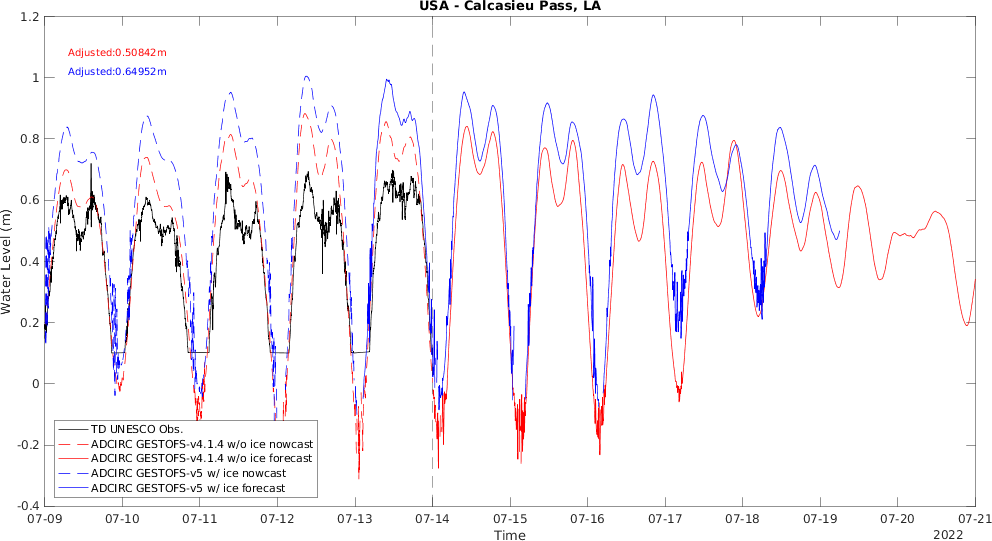 USA - Calcasieu Pass, LA
1.2
1
0.8
0.6
0.4
0.2
0
-0.2
-0.4
Water Level (m)
Adjusted:0.50842m
Adjusted:0.64952m
TD UNESCO Obs.
ADCIRC GESTOFS-v4.1.4 w/o ice nowcast
ADCIRC GESTOFS-v4.1.4 w/o ice forecast
ADCIRC GESTOFS-v5 w/ ice nowcast
ADCIRC GESTOFS-v5 w/ ice forecast
07-09 07-10 07-11 07-12 07-13 07-14 07-15 07-16 07-17 07-18 07-19 07-20 07-21
Time
2022